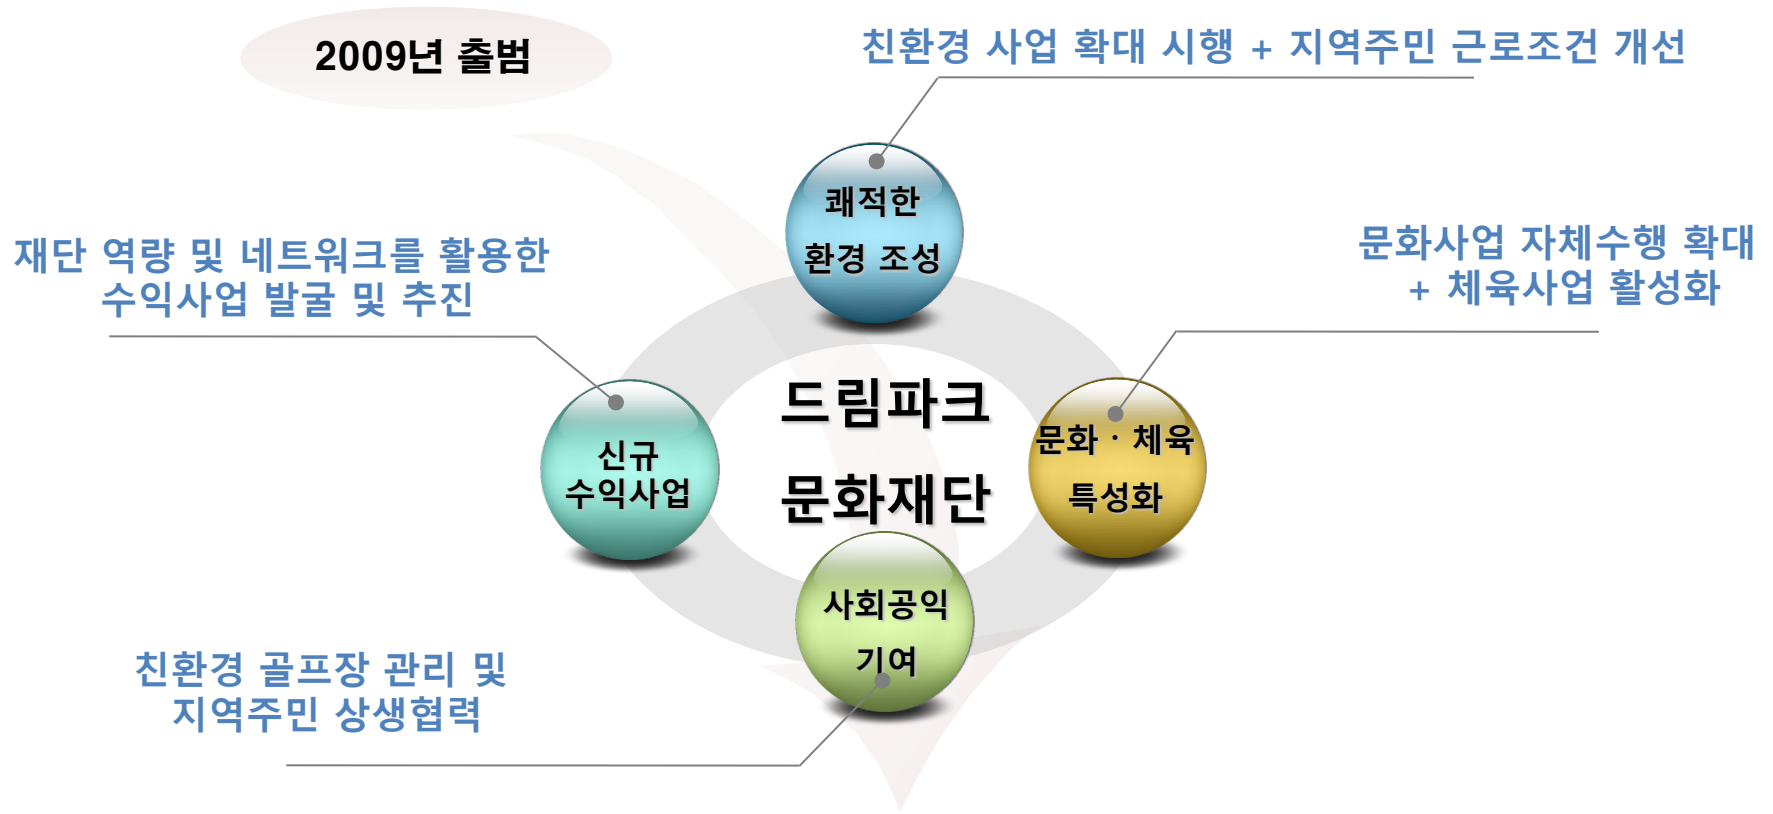 2009년 출범
친환경 사업 확대 시행 + 지역주민 근로조건 개선
쾌적한
환경 조성
재단 역량 및 네트워크를 활용한
수익사업 발굴 및 추진
문화사업 자체수행 확대
+ 체육사업 활성화
드림파크
문화재단
신규
수익사업
문화 · 체육
특성화
사회공익
기여
친환경 골프장 관리 및
지역주민 상생협력